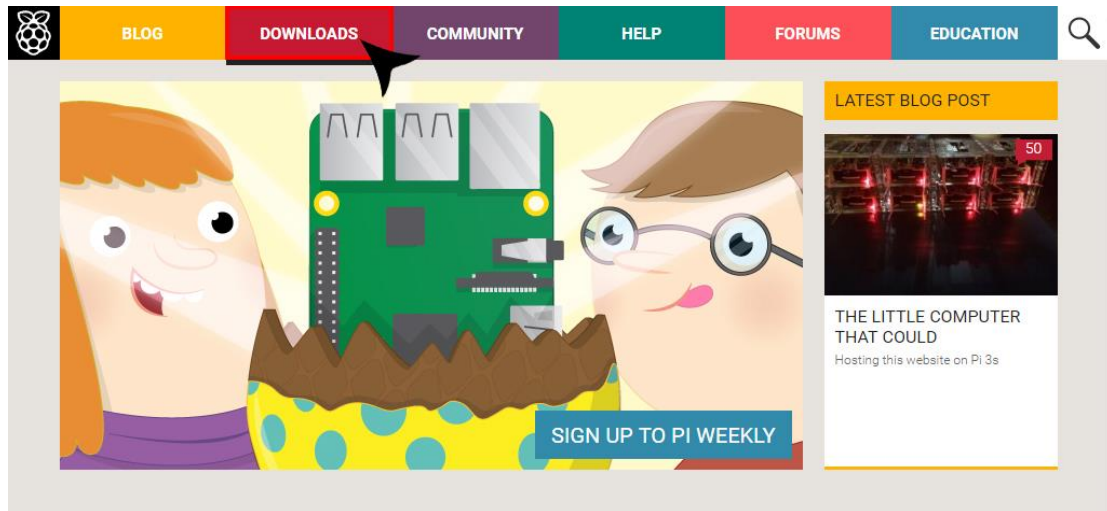 BLOG
DOWNLOADS
COMMUNITY
HELP
FORUMS
EDUCATION
SIGN UP TO PI WEEKLY
LATEST BLOG POST
50
THE LITTLE COMPUTER
THAT COULD
Hosting this website on Pi 3s